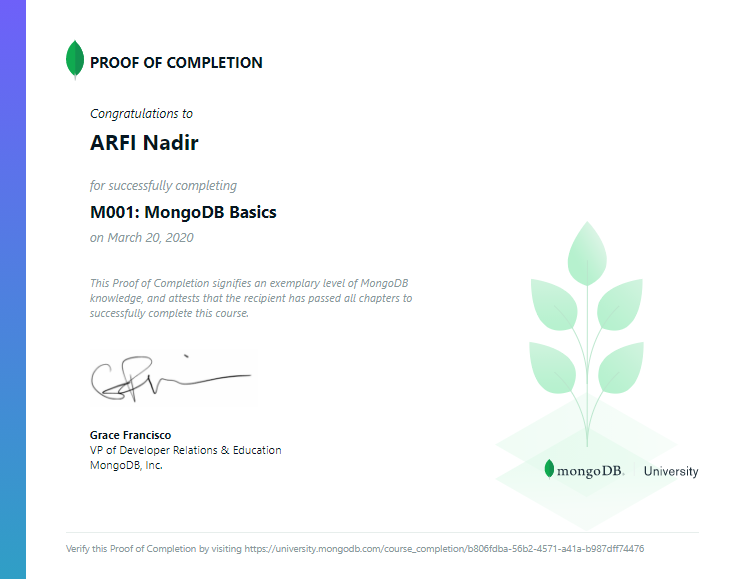 PROOF OF COMPLETION
Congratulations to
ARFI Nadir
for successfully completing
M001: MongoDB Basics
on March 20, 2020
This Proof of Completion signifies an exemplary level of MongoDB
knowledge, and attests that the recipient has passed all chapters to
successfully complete this course.
Grace Francisco
VP of Developer Relations & Education
MongoDB, Inc.
mongoDB. University
Verify this Proof of Completion by visiting https://university.mongodb.com/course_completion/b806fdba-56b2-4571-a41a-b987dff74476